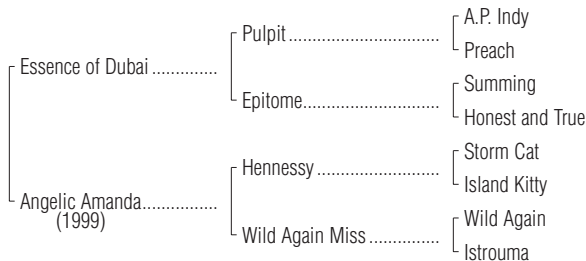 A.P. Indy
Pulpit
Preach
Essence of Dubai
Summing
Epitome
Honest and True
Storm Cat
Hennessy
Island Kitty
Angelic Amanda
(1999)
Wild Again
Wild Again Miss
Istrouma